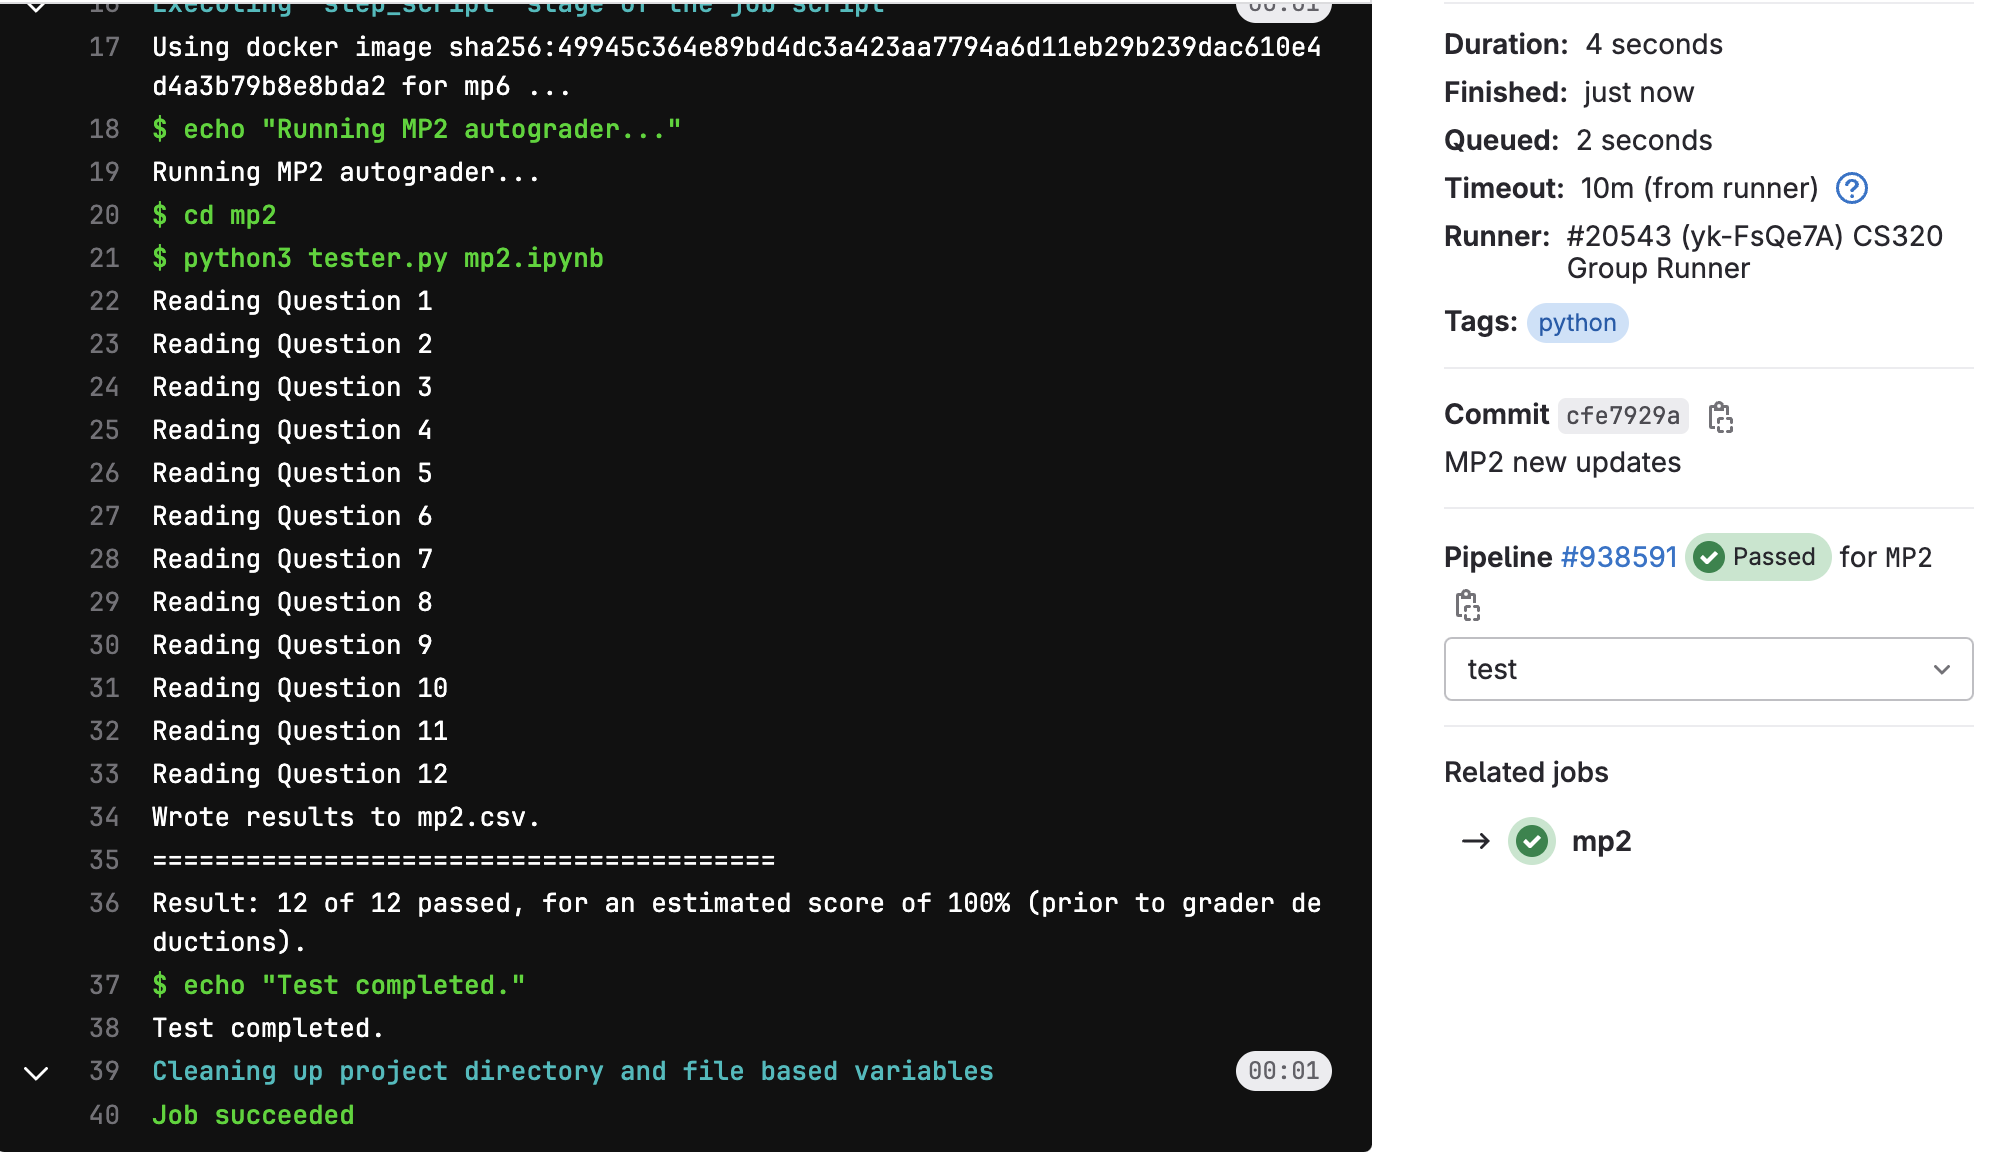 16 Executing "step_script" stage of the job script 00:01
17 Using docker image sha256:49945c364e89bd4dc3a423aa7794a6d11eb29b239dac610e4
d4a3b79b8e8bda2 for mp6 ...
18 $ echo "Running MP2 autograder..."
19 Running MP2 autograder...
20 $ cd mp2
21 $ python3 tester.py mp2.ipynb
22 Reading Question 1
23 Reading Question 2
24 Reading Question 3
25 Reading Question 4
26 Reading Question 5
27 Reading Question 6
28 Reading Question 7
29 Reading Question 8
30 Reading Question 9
31 Reading Question 10
32 Reading Question 11
33 Reading Question 12
34 Wrote results to mp2.csv.
35 ========================================
36 Result: 12 of 12 passed, for an estimated score of 100% (prior to grader de
ductions).
37 $ echo "Test completed."
38 Test completed.
39 Cleaning up project directory and file based variables 00:01
40 Job succeeded
Duration: 4 seconds
Finished: just now
Queued: 2 seconds
Timeout: 10m (from runner) ?
Runner: #20543 (yk-FsQe7A) CS320
Group Runner
Tags: python
Commit cfe7929a
MP2 new updates
Pipeline #938591 Passed for MP2
test
Related jobs
→ mp2